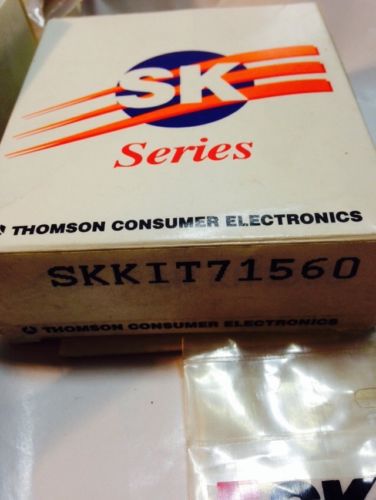 SK
Series
THOMSON CONSUMER ELECTRONICS
SKKIT71560
THOMSON CONSUMER ELECTRONICS